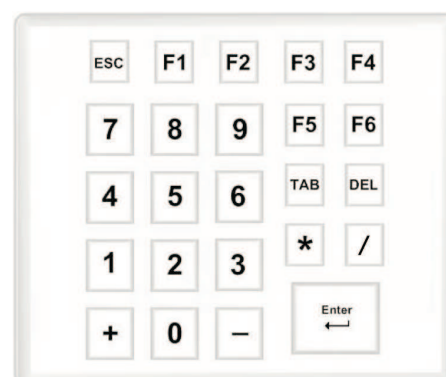 ESC F1 F2 F3 F4
7 8 9 F5 F6
4 5 6 TAB DEL
1 2 3 * /
+ 0 – Enter